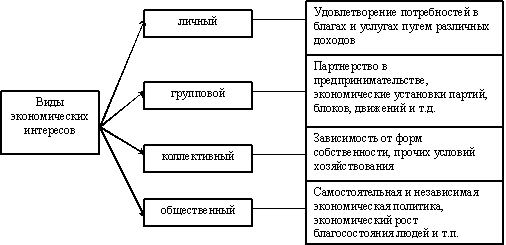 Виды
экономических
интересов
личный
Удовлетворение потребностей в
благах и услугах путем различных
доходов
групповой
Партнерство в
предпринимательстве,
экономические установки партий,
блоков, движений и т.д.
коллективный
Зависимость от форм
собственности, прочих условий
хозяйствования
общественный
Самостоятельная и независимая
экономическая политика,
экономический рост
благосостояния людей и т.п.